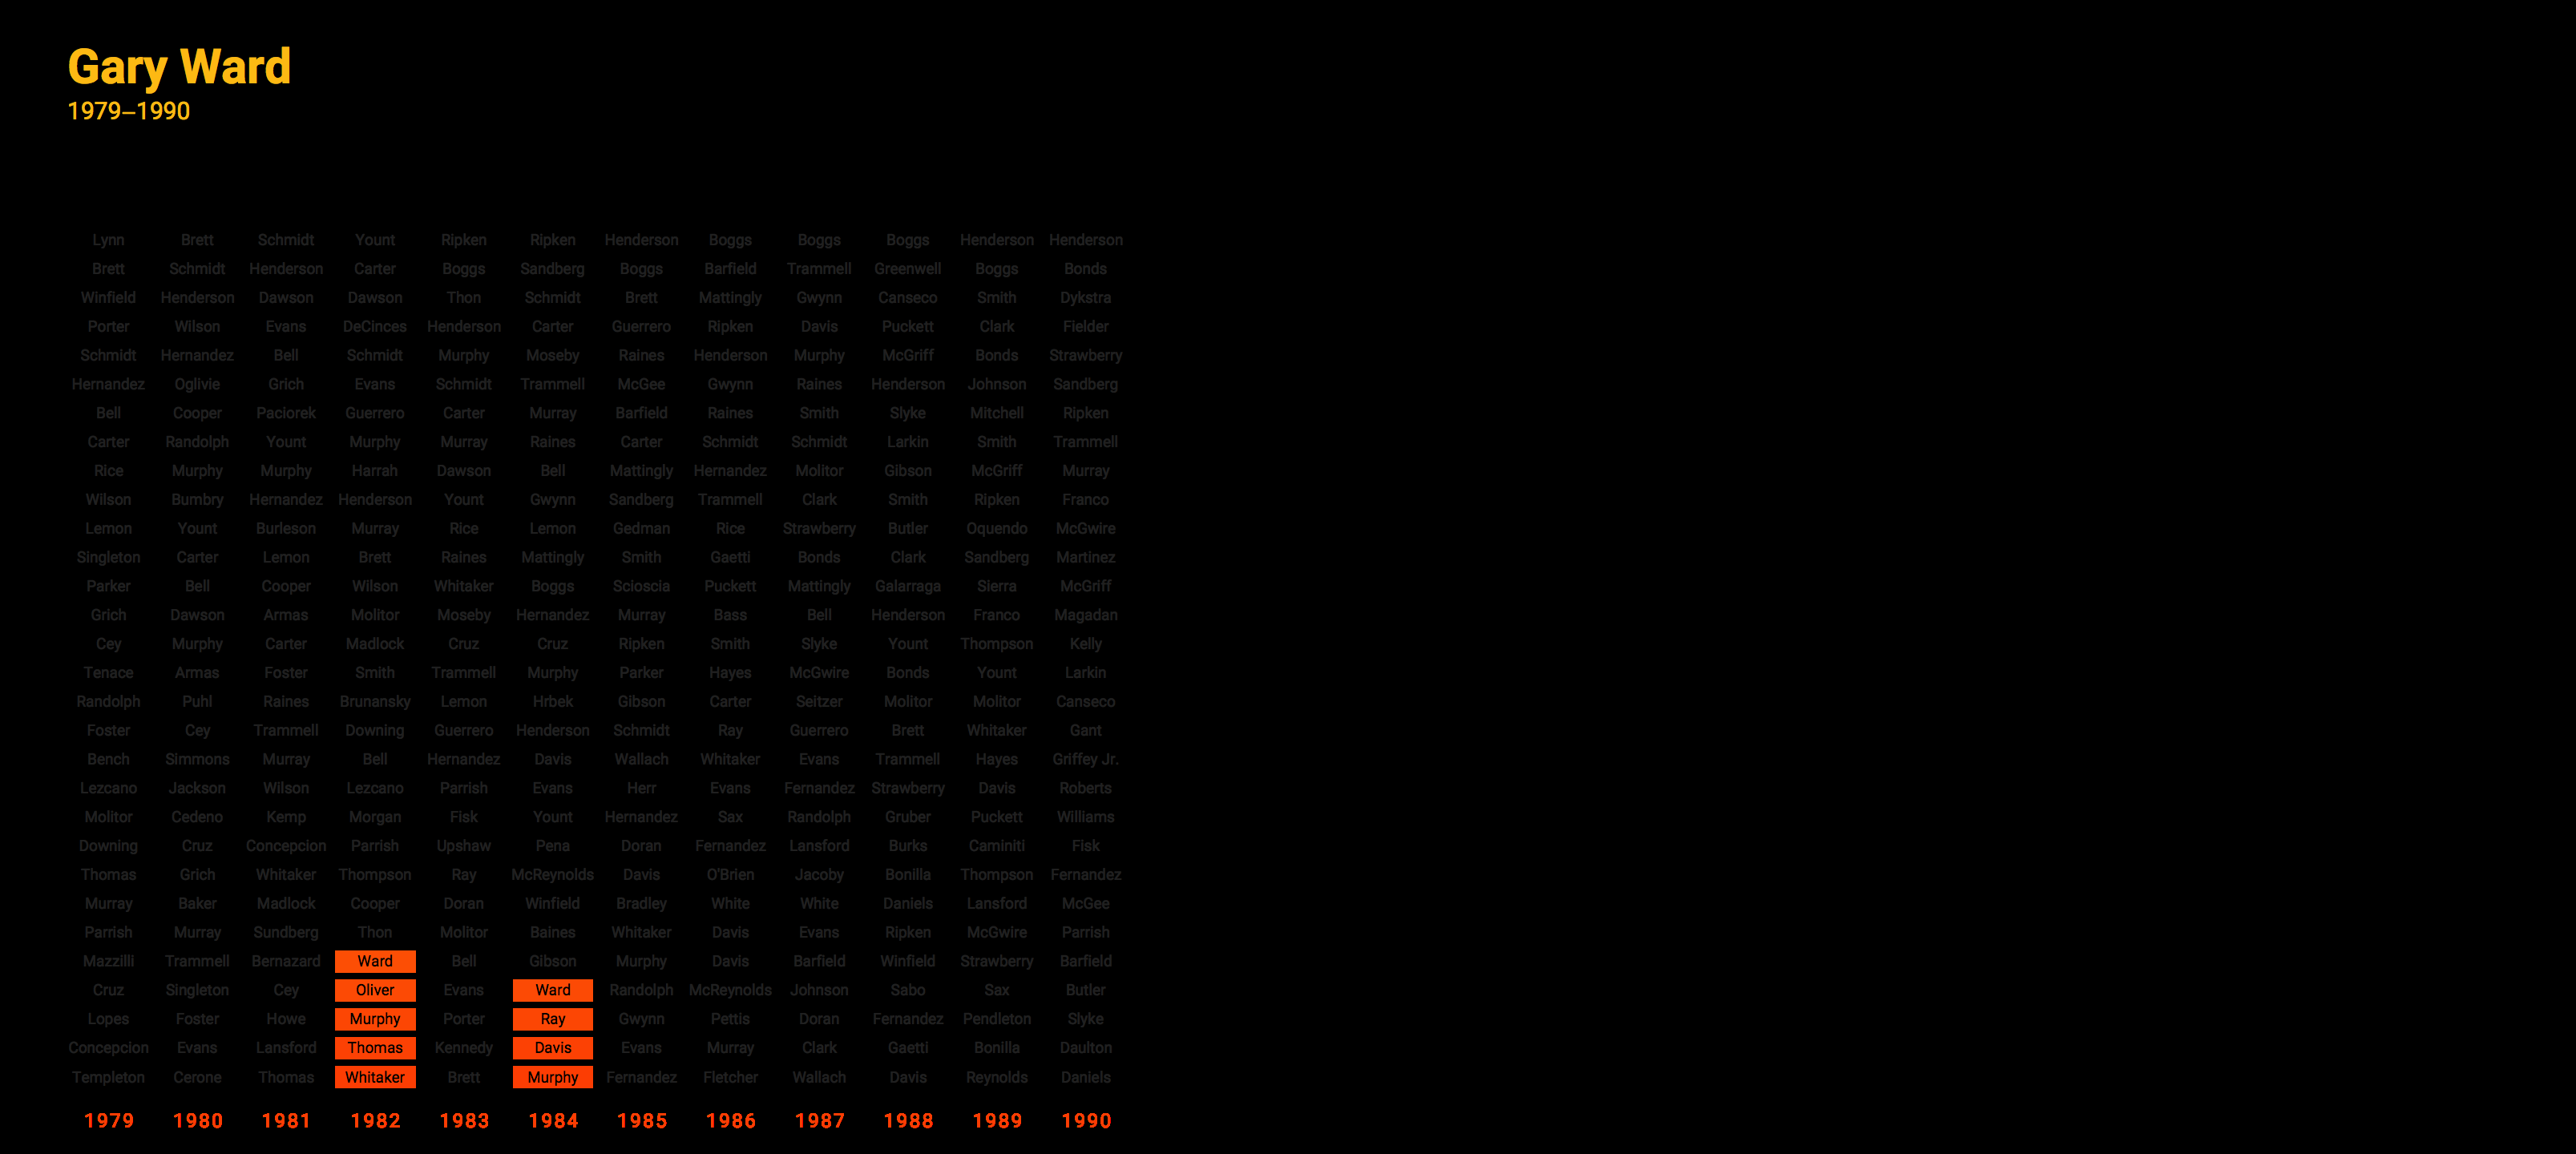 Gary Ward
1979–1990
Lynn Brett Schmidt Yount Ripken Ripken Henderson Boggs Boggs Boggs Henderson Henderson
Brett Schmidt Henderson Carter Boggs Sandberg Boggs Barfield Trammell Greenwell Boggs Bonds
Winfield Henderson Dawson Dawson Thon Schmidt Brett Mattingly Gwynn Canseco Smith Dykstra
Porter Wilson Evans DeCinces Henderson Carter Guerrero Ripken Davis Puckett Clark Fielder
Schmidt Hernandez Bell Schmidt Murphy Moseby Raines Henderson Murphy McGriff Bonds Strawberry
Hernandez Oglivie Grich Evans Schmidt Trammell McGee Gwynn Raines Henderson Johnson Sandberg
Bell Cooper Paciorek Guerrero Carter Murray Barfield Raines Smith Slyke Mitchell Ripken
Carter Randolph Yount Murphy Murray Raines Carter Schmidt Schmidt Larkin Smith Trammell
Rice Murphy Murphy Harrah Dawson Bell Mattingly Hernandez Molitor Gibson McGriff Murray
Wilson Bumbry Hernandez Henderson Yount Gwynn Sandberg Trammell Clark Smith Ripken Franco
Lemon Yount Burleson Murray Rice Lemon Gedman Rice Strawberry Butler Oquendo McGwire
Singleton Carter Lemon Brett Raines Mattingly Smith Gaetti Bonds Clark Sandberg Martinez
Parker Bell Cooper Wilson Whitaker Boggs Scioscia Puckett Mattingly Galarraga Sierra McGriff
Grich Dawson Armas Molitor Moseby Hernandez Murray Bass Bell Henderson Franco Magadan
Cey Murphy Carter Madlock Cruz Cruz Ripken Smith Slyke Yount Thompson Kelly
Tenace Armas Foster Smith Trammell Murphy Parker Hayes McGwire Bonds Yount Larkin
Randolph Puhl Raines Brunansky Lemon Hrbek Gibson Carter Seitzer Molitor Molitor Canseco
Foster Cey Trammell Downing Guerrero Henderson Schmidt Ray Guerrero Brett Whitaker Gant
Bench Simmons Murray Bell Hernandez Davis Wallach Whitaker Evans Trammell Hayes Griffey Jr.
Lezcano Jackson Wilson Lezcano Parrish Evans Herr Evans Fernandez Strawberry Davis Roberts
Molitor Cedeno Kemp Morgan Fisk Yount Hernandez Sax Randolph Gruber Puckett Williams
Downing Cruz Concepcion Parrish Upshaw Pena Doran Fernandez Lansford Burks Caminiti Fisk
Thomas Grich Whitaker Thompson Ray McReynolds Davis O'Brien Jacoby Bonilla Thompson Fernandez
Murray Baker Madlock Cooper Doran Winfield Bradley White White Daniels Lansford McGee
Parrish Murray Sundberg Thon Molitor Baines Whitaker Davis Evans Ripken McGwire Parrish
Mazzilli Trammell Bernazard Ward Bell Gibson Murphy Davis Barfield Winfield Strawberry Barfield
Cruz Singleton Cey Oliver Evans Ward Randolph McReynolds Johnson Sabo Sax Butler
Lopes Foster Howe Murphy Porter Ray Gwynn Pettis Doran Fernandez Pendleton Slyke
Concepcion Evans Lansford Thomas Kennedy Davis Evans Murray Clark Gaetti Bonilla Daulton
Templeton Cerone Thomas Whitaker Brett Murphy Fernandez Fletcher Wallach Davis Reynolds Daniels
1979 1980 1981 1982 1983 1984 1985 1986 1987 1988 1989 1990